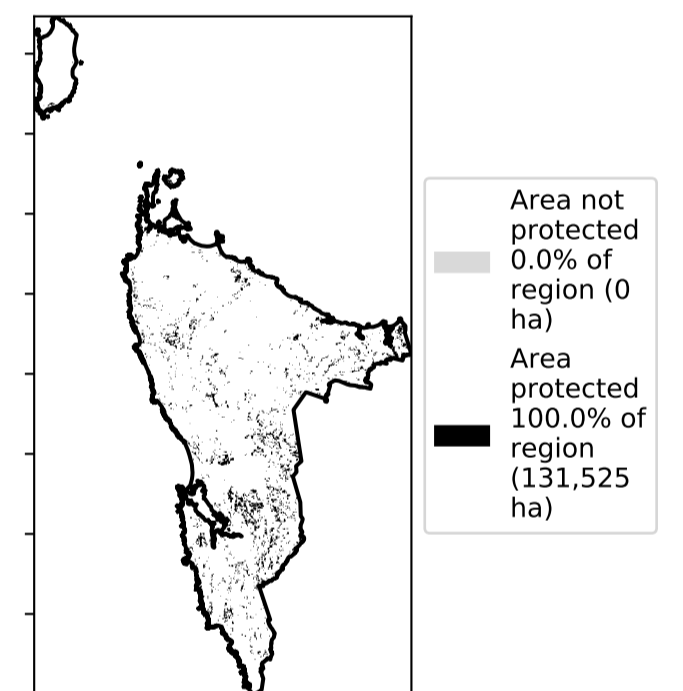 Area not
protected
0.0% of
region (0
ha)
Area
protected
100.0% of
region
(131,525
ha)